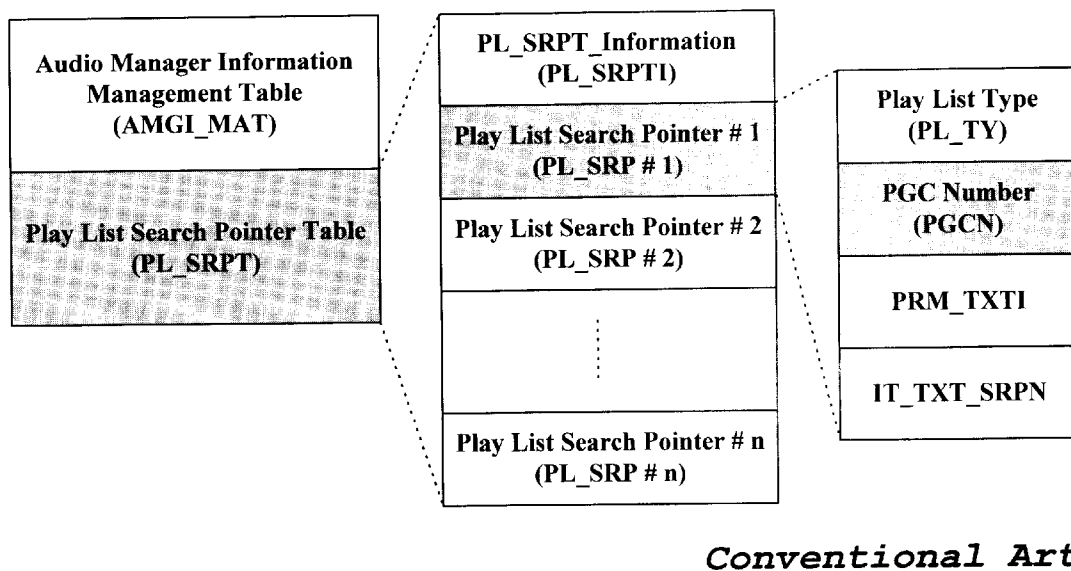 Audio Manager Information
Management Table
(AMGI_MAT)
Play List Search Pointer Table
(PL_SRPT)
PL_SRPT_Information
(PL_SRPTI)
Play List Search Pointer # 1
(PL_SRP # 1)
Play List Search Pointer # 2
(PL_SRP # 2)
Play List Search Pointer # n
(PL_SRP # n)
Play List Type
(PL_TY)
PGC Number
(PGCN)
PRM_TXTI
IT_TXT_SRPN
Conventional Art